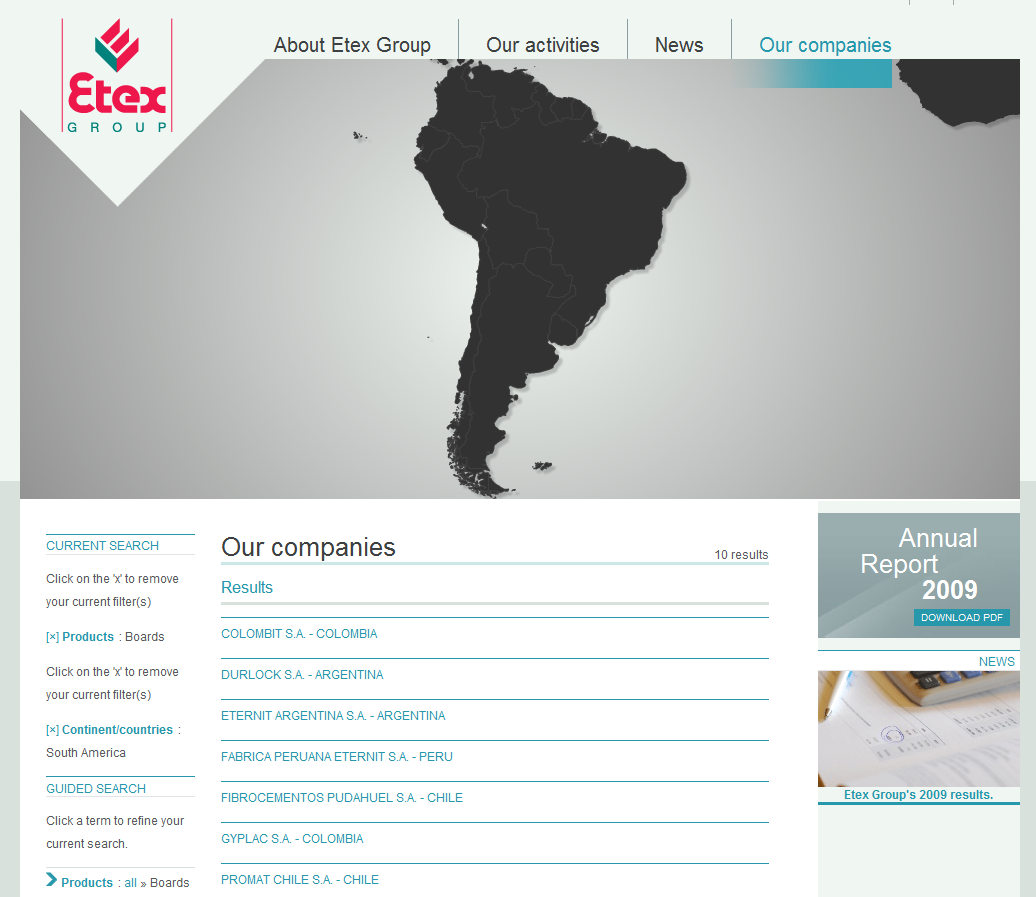 Etex
GROUP
About Etex Group
Our activities
News
Our companies
CURRENT SEARCH
Click on the 'x' to remove
your current filter(s)
[×] Products : Boards
Click on the 'x' to remove
your current filter(s)
[×] Continent/countries :
South America
GUIDED SEARCH
Click a term to refine your
current search.
Products : all » Boards
Our companies
10 results
Results
COLOMBIT S.A. - COLOMBIA
DURLOCK S.A. - ARGENTINA
ETERNIT ARGENTINA S.A. - ARGENTINA
FABRICA PERUANA ETERNIT S.A. - PERU
FIBROCEMENTOS PUDAHUEL S.A. - CHILE
GYPLAC S.A. - COLOMBIA
PROMAT CHILE S.A. - CHILE
Annual
Report
2009
DOWNLOAD PDF
NEWS
Etex Group's 2009 results.